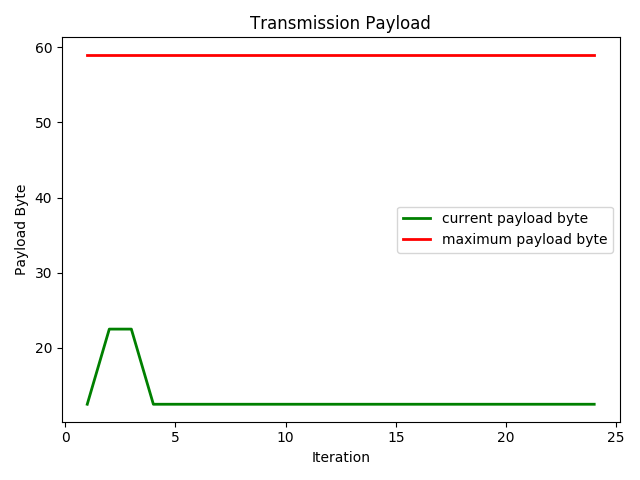 Transmission Payload
60
50
40
30
20
Payload Byte
current payload byte
maximum payload byte
0 5 10 15 20 25
Iteration